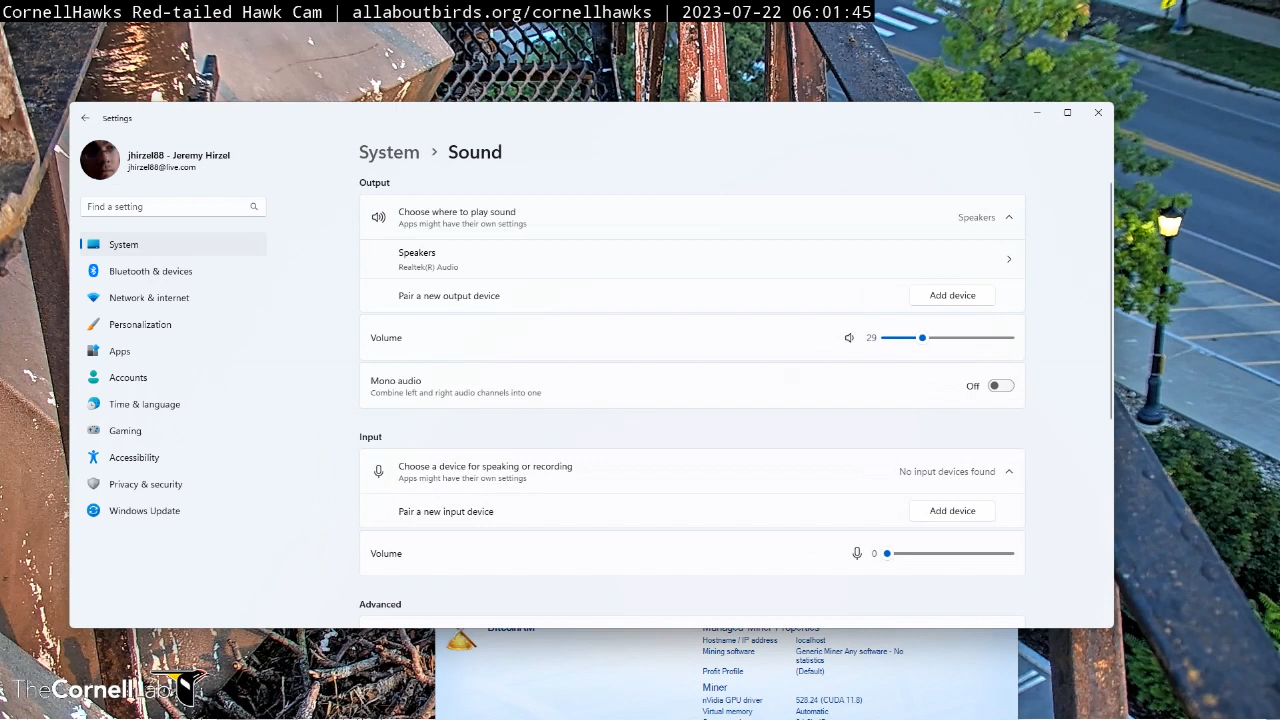 CornellHawks Red-tailed Hawk Cam | allaboutbirds.org/cornellhawks | 2023-07-22 06:01:45
Settings
jhirzel88 - Jeremy Hirzel
jhirzel88@live.com
Find a setting
System
Bluetooth & devices
Network & internet
Personalization
Apps
Accounts
Time & language
Gaming
Accessibility
Privacy & security
Windows Update
System > Sound
Output
Choose where to play sound
Apps might have their own settings
Speakers
Speakers
Realtek(R) Audio
Pair a new output device
Add device
Volume
29
Mono audio
Combine left and right audio channels into one
Off
Input
Choose a device for speaking or recording
Apps might have their own settings
No input devices found
Pair a new input device
Add device
Volume
0
Advanced
Managed Miner Properties
Hostname / IP address localhost
Mining software Generic Miner Any software - No
statistics
Profit Profile (Default)
Miner
nVidia GPU driver 528.24 (CUDA 11.8)
Virtual memory Automatic
TheCornellLab